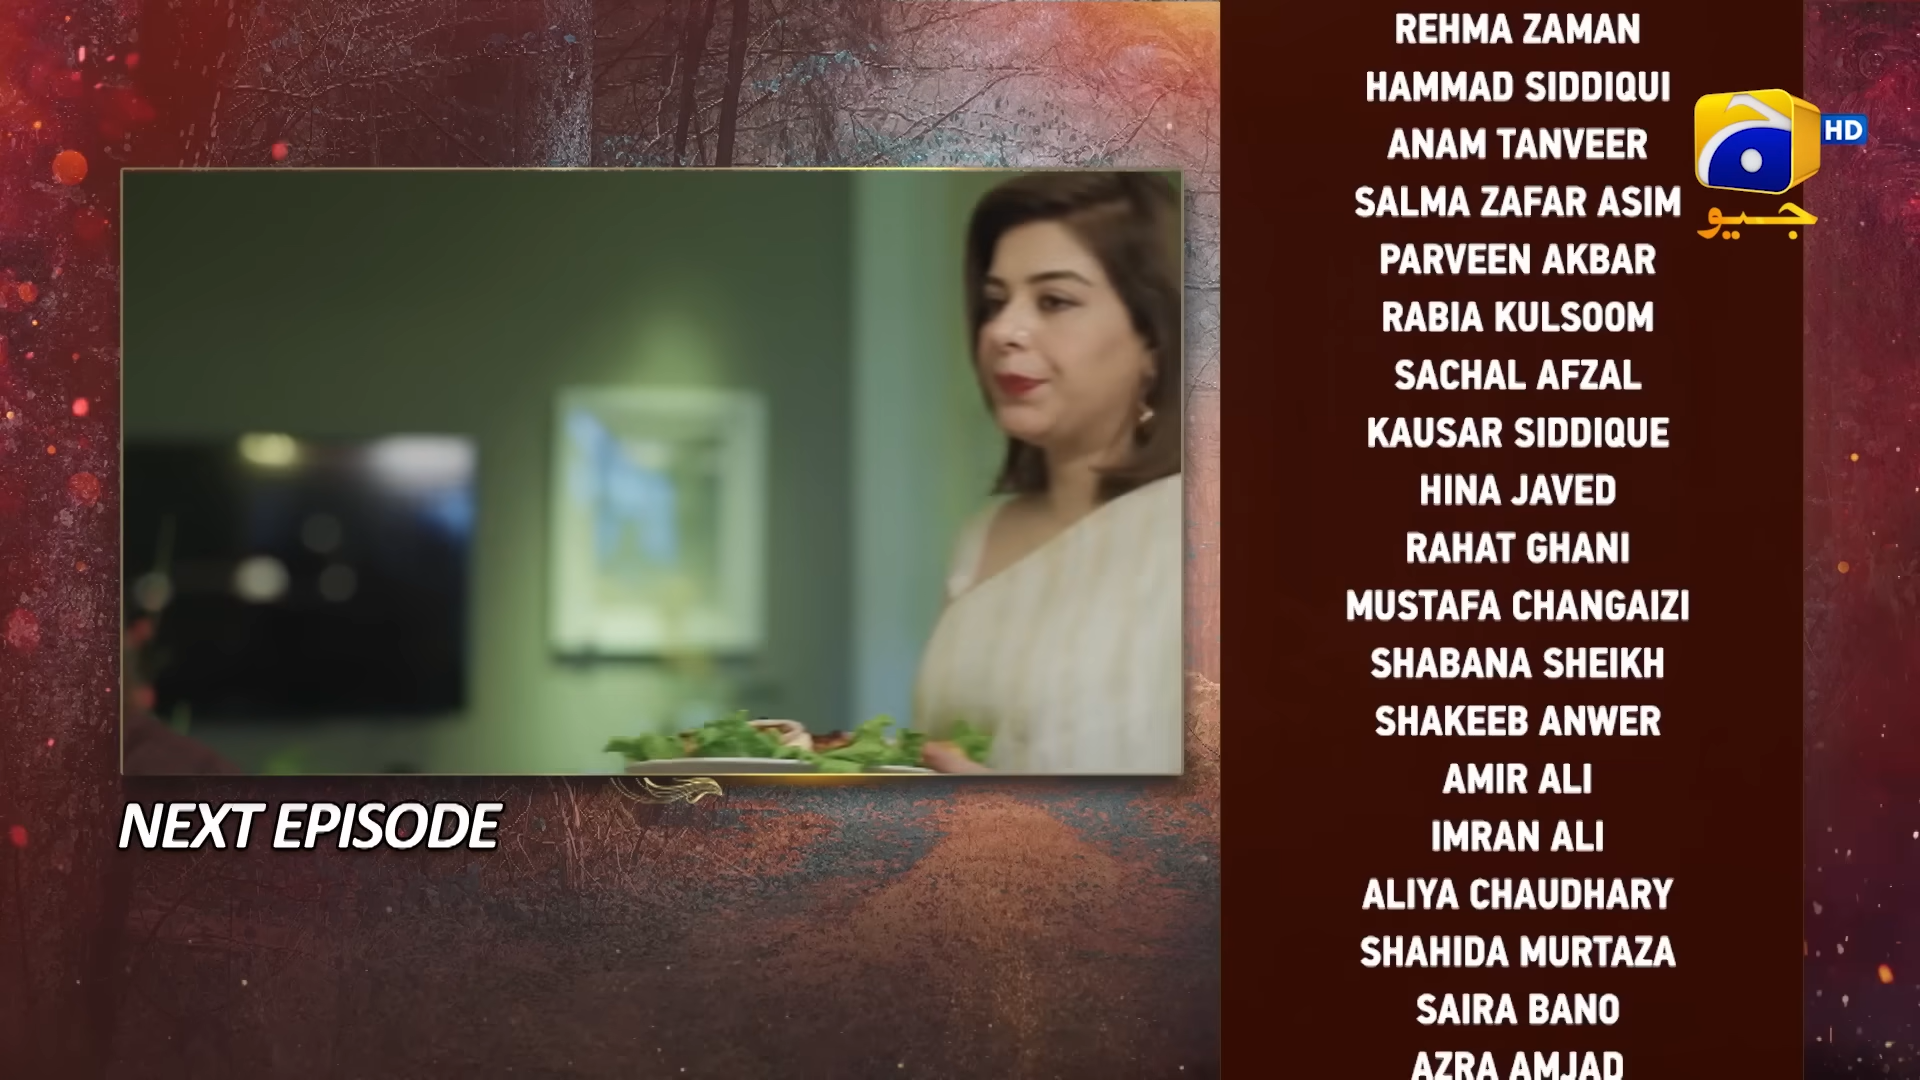 REHMA ZAMAN
HAMMAD SIDDIQUI
ANAM TANVEER
SALMA ZAFAR ASIM
PARVEEN AKBAR
RABIA KULSOOM
SACHAL AFZAL
KAUSAR SIDDIQUE
HINA JAVED
RAHAT GHANI
MUSTAFA CHANGAIZI
SHABANA SHEIKH
SHAKEEB ANWER
AMIR ALI
IMRAN ALI
ALIYA CHAUDHARY
SHAHIDA MURTAZA
SAIRA BANO
AZRA AMJAD
HD
جیو
NEXT EPISODE